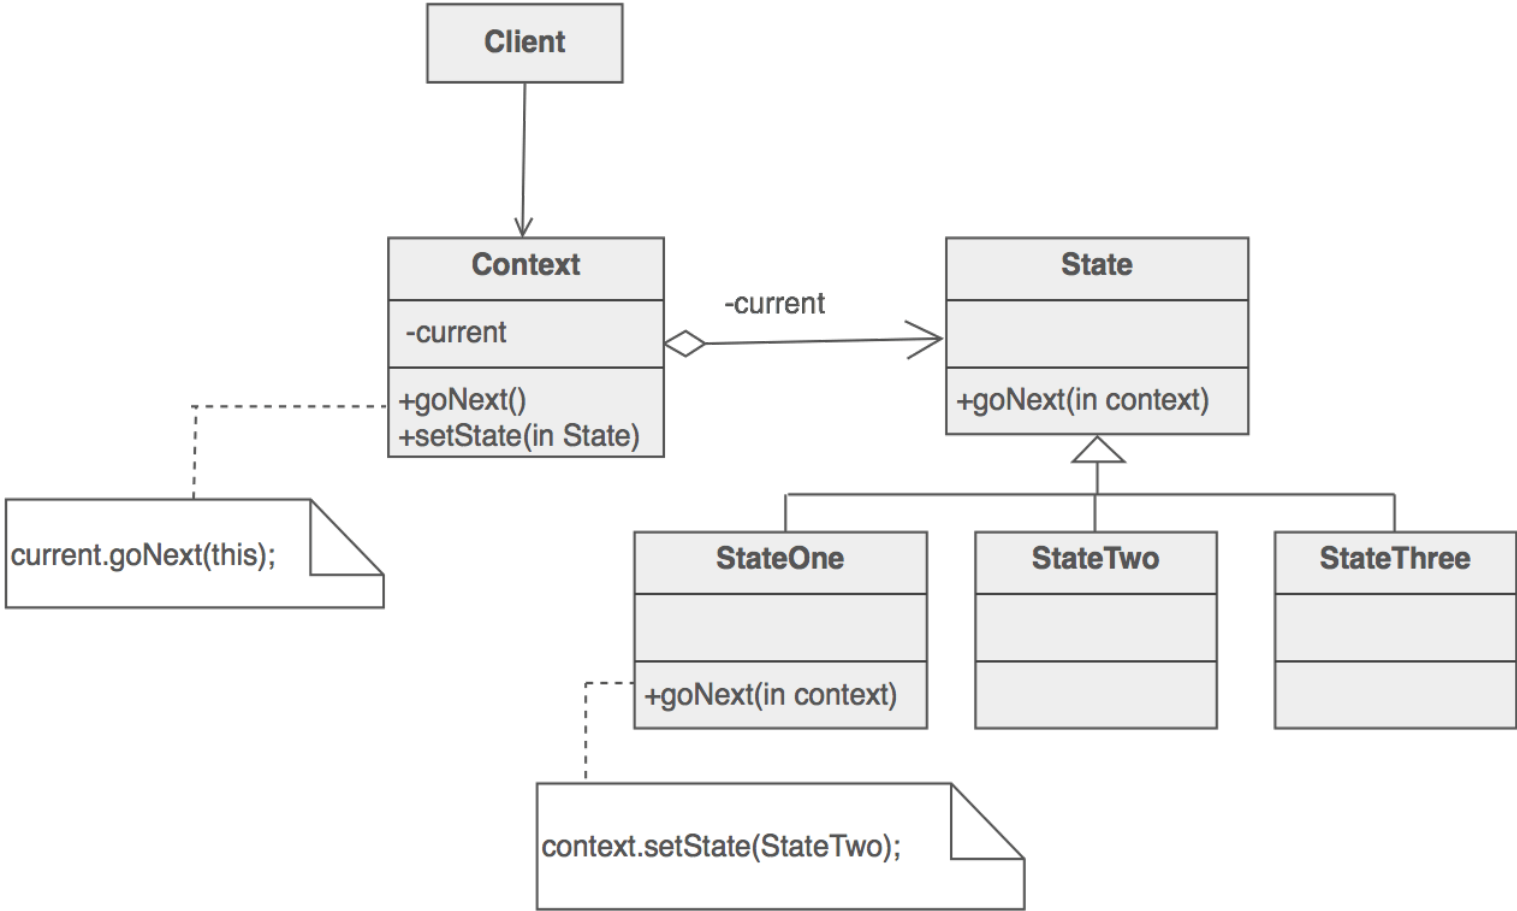 Client
Context
-current
+goNext()
+setState(in State)
-current
State
+goNext(in context)
current.goNext(this);
StateOne
+goNext(in context)
StateTwo
StateThree
context.setState(StateTwo);